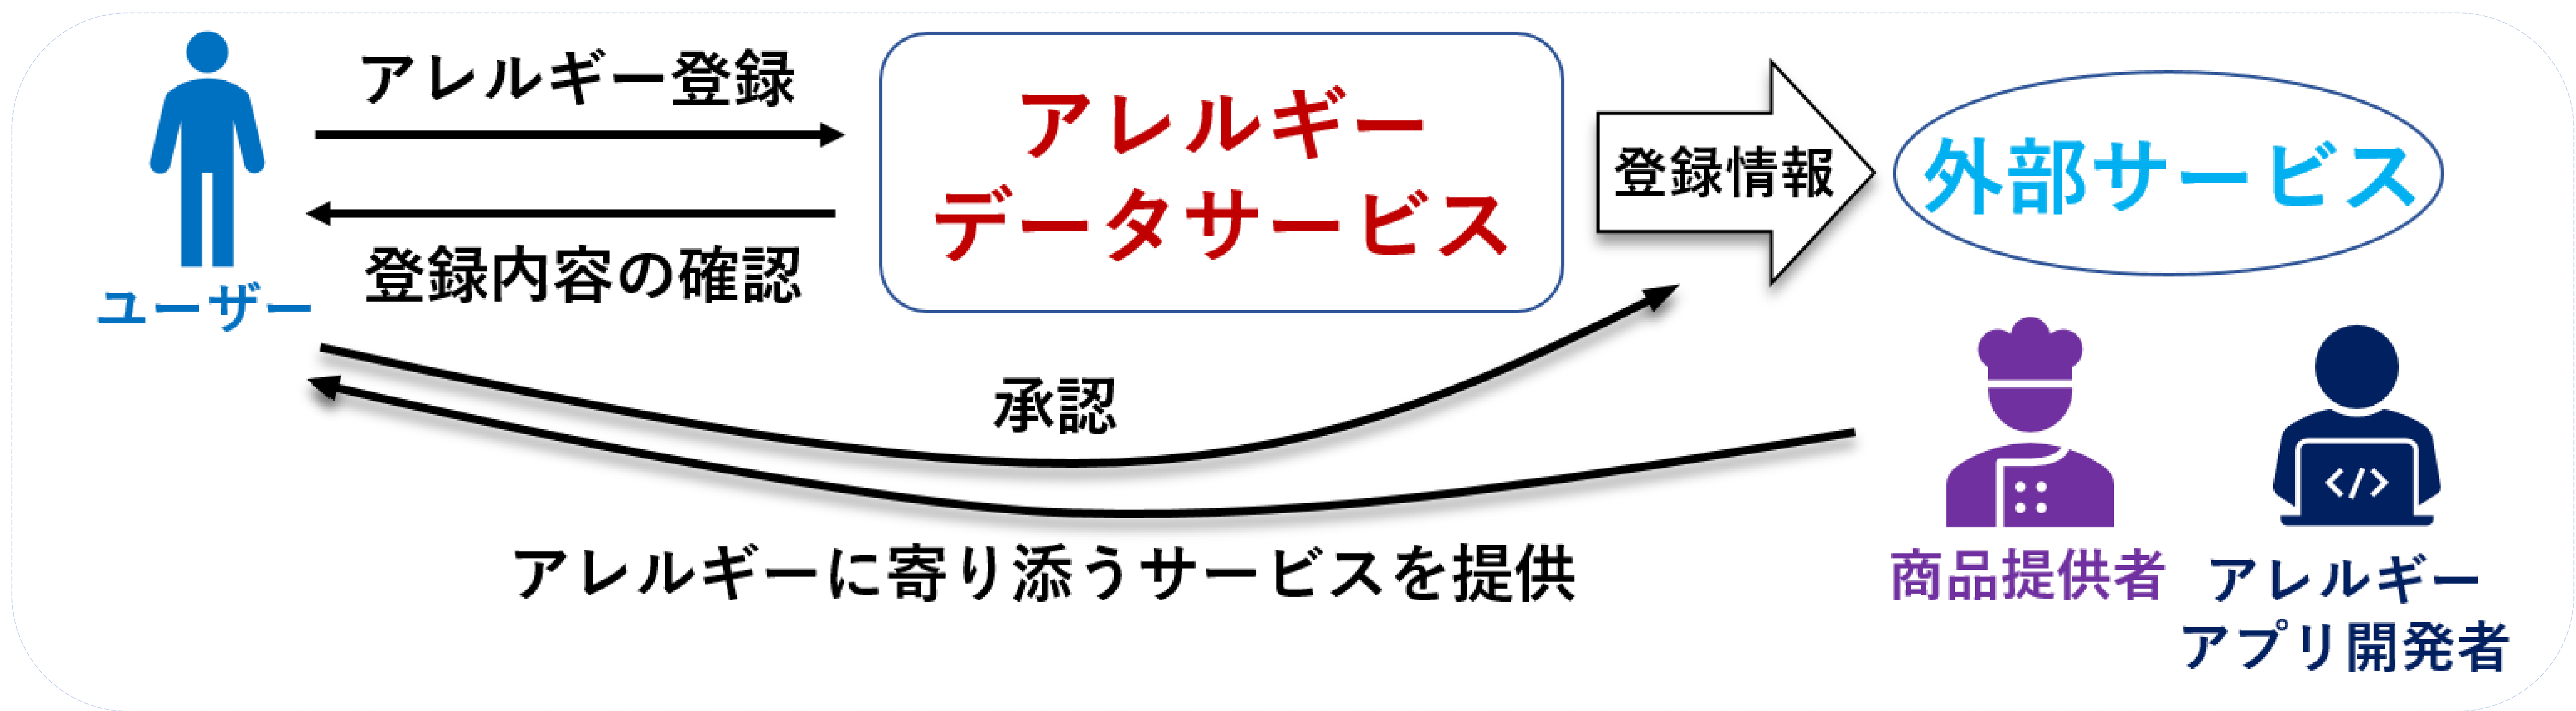 アレルギー登録
登録内容の確認
ユーザー
アレルギー
データサービス
登録情報
外部サービス
承認
アレルギーに寄り添うサービスを提供
</>
商品提供者
アレルギー
アプリ開発者